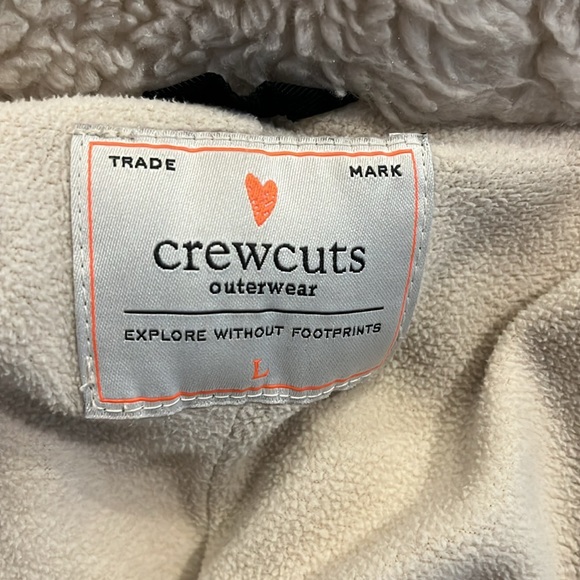 TRADE MARK
crewcuts
outerwear
EXPLORE WITHOUT FOOTPRINTS
L